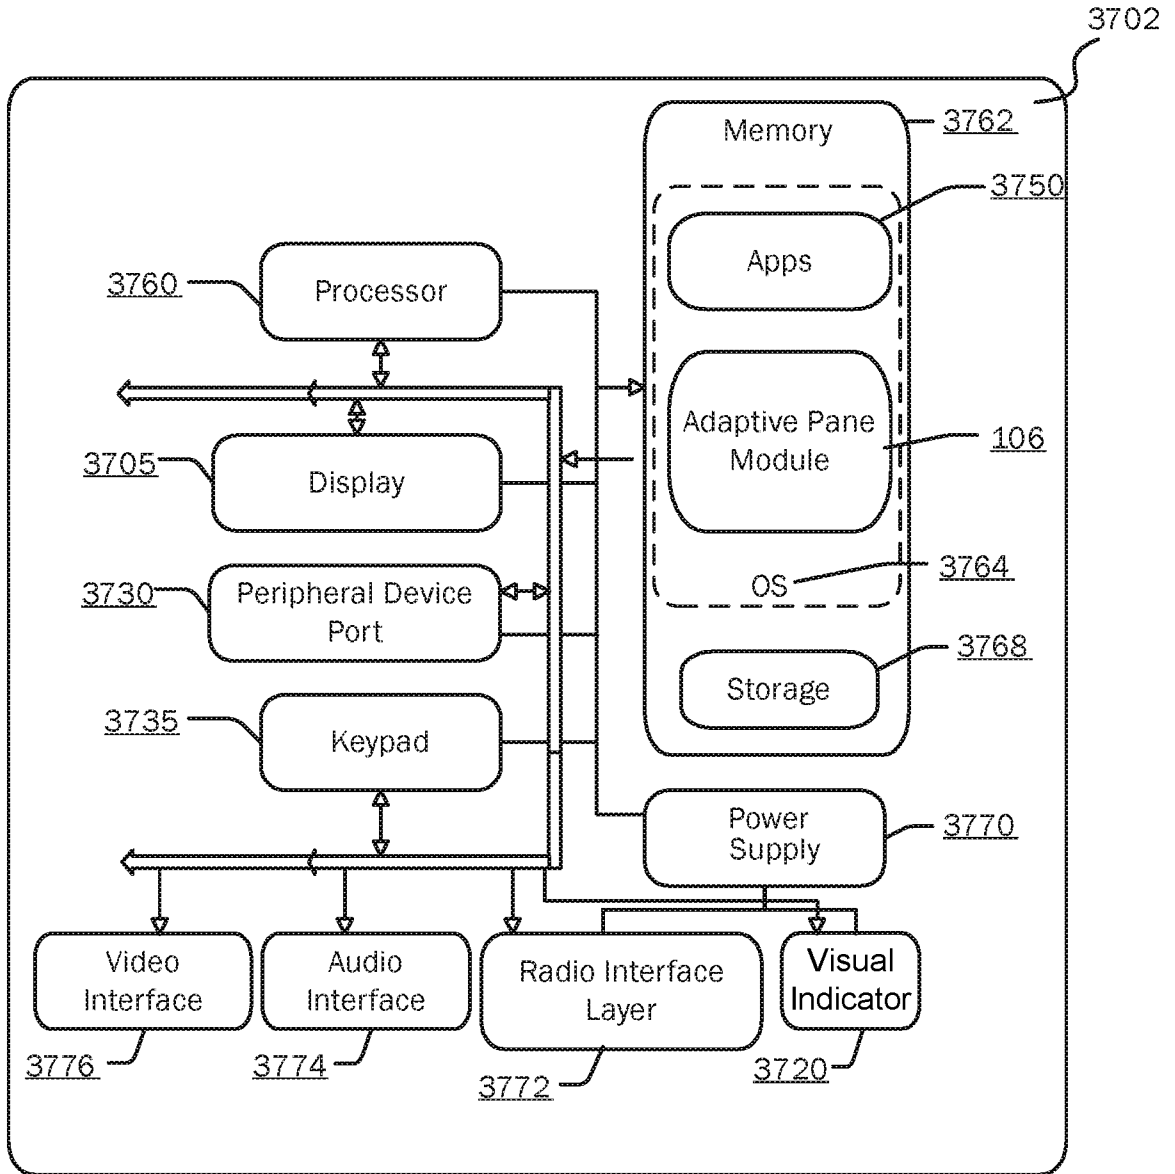 3702
Memory
3762
3750
Apps
3760
Processor
Adaptive Pane
Module
106
3705
Display
3764
OS
3730
Peripheral Device
Port
3768
Storage
3735
Keypad
Power
Supply
3770
Video
Interface
Audio
Interface
Radio Interface
Layer
Visual
Indicator
3776
3774
3772
3720